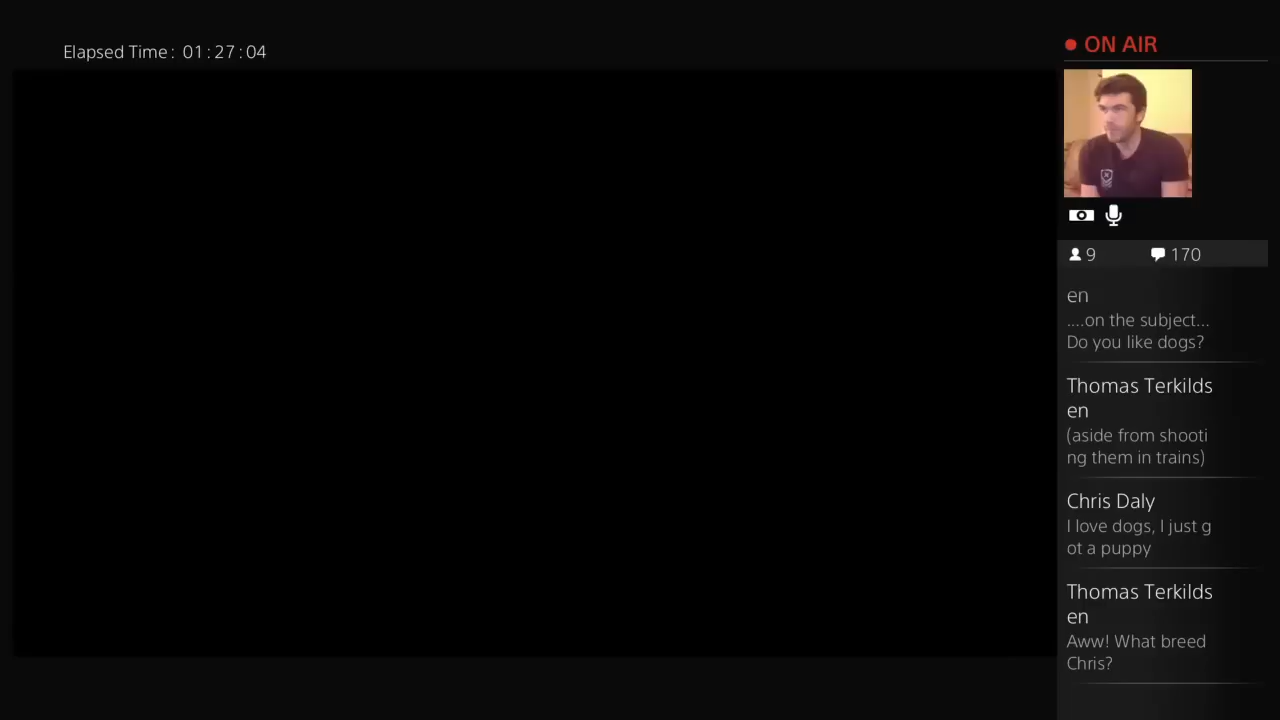 Elapsed Time: 01:27:04
ON AIR
9
170
en
....on the subject...
Do you like dogs?
Thomas Terkilds
en
(aside from shooti
ng them in trains)
Chris Daly
I love dogs, I just g
ot a puppy
Thomas Terkilds
en
Aww! What breed
Chris?